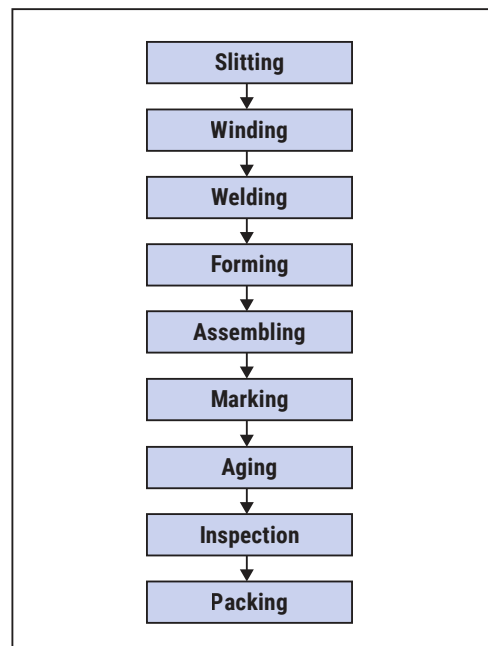 Slitting
Winding
Welding
Forming
Assembling
Marking
Aging
Inspection
Packing